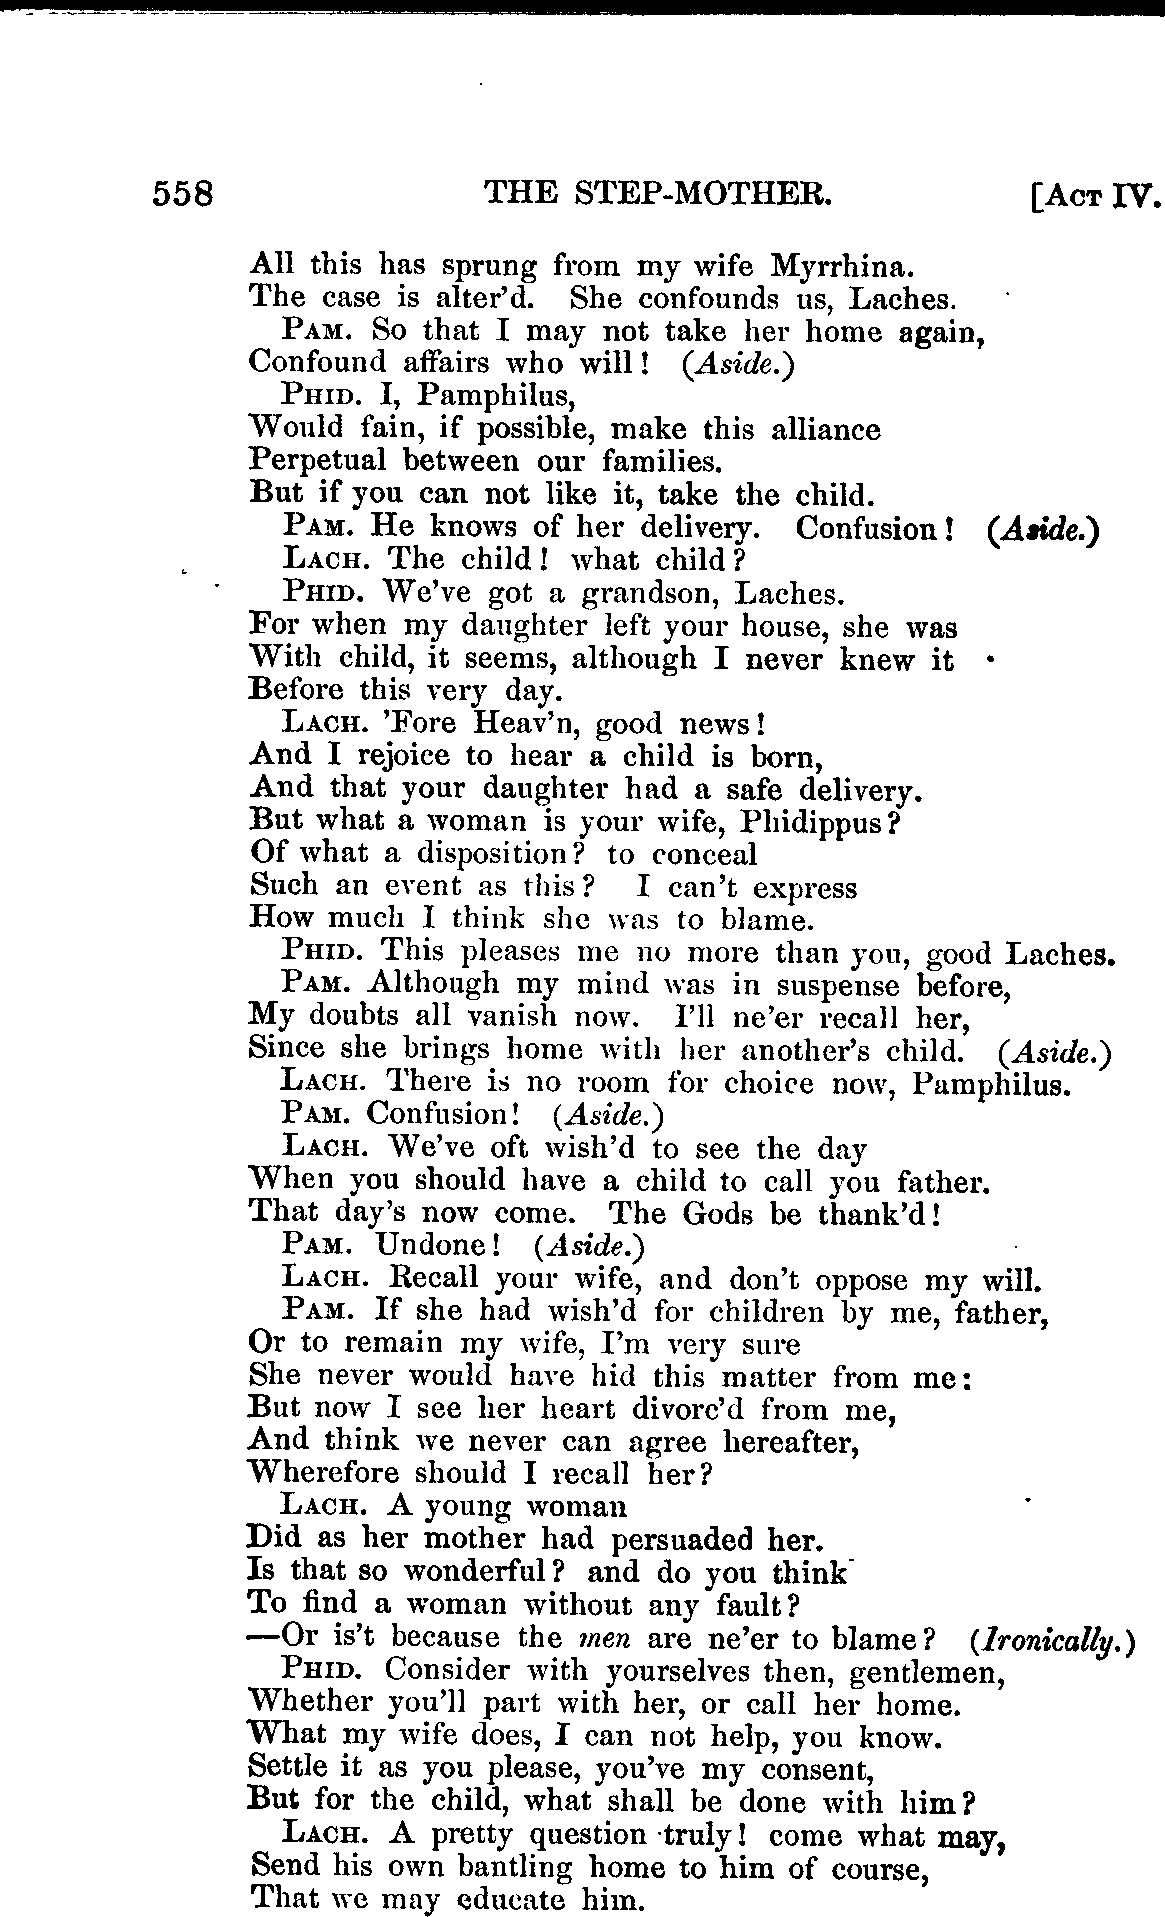 558 THE STEP-MOTHER. [ACT IV.
All this has sprung from my wife Myrrhina.
The case is alter'd. She confounds us, Laches.
PAM. So that I may not take her home again,
Confound affairs who will! (Aside.)
PHID. I, Pamphilus,
Would fain, if possible, make this alliance
Perpetual between our families.
But if you can not like it, take the child.
PAM. He knows of her delivery. Confusion! (Aside.)
LACH. The child! what child?
PHID. We've got a grandson, Laches.
For when my daughter left your house, she was
With child, it seems, although I never knew it
Before this very day.
LACH. 'Fore Heav'n, good news!
And I rejoice to hear a child is born,
And that your daughter had a safe delivery.
But what a woman is your wife, Phidippus?
Of what a disposition? to conceal
Such an event as this? I can't express
How much I think she was to blame.
PHID. This pleases me no more than you, good Laches.
PAM. Although my mind was in suspense before,
My doubts all vanish now. I'll ne'er recall her,
Since she brings home with her another's child. (Aside.)
LACH. There is no room for choice now, Pamphilus.
PAM. Confusion! (Aside.)
LACH. We've oft wish'd to see the day
When you should have a child to call you father.
That day's now come. The Gods be thank'd!
PAM. Undone! (Aside.)
LACH. Recall your wife, and don't oppose my will.
PAM. If she had wish'd for children by me, father,
Or to remain my wife, I'm very sure
She never would have hid this matter from me:
But now I see her heart divorc'd from me,
And think we never can agree hereafter,
Wherefore should I recall her?
LACH. A young woman
Did as her mother had persuaded her.
Is that so wonderful? and do you think
To find a woman without any fault?
—Or is't because the men are ne'er to blame? (Ironically.)
PHID. Consider with yourselves then, gentlemen,
Whether you'll part with her, or call her home.
What my wife does, I can not help, you know.
Settle it as you please, you've my consent,
But for the child, what shall be done with him?
LACH. A pretty question truly! come what may,
Send his own bantling home to him of course,
That we may educate him.